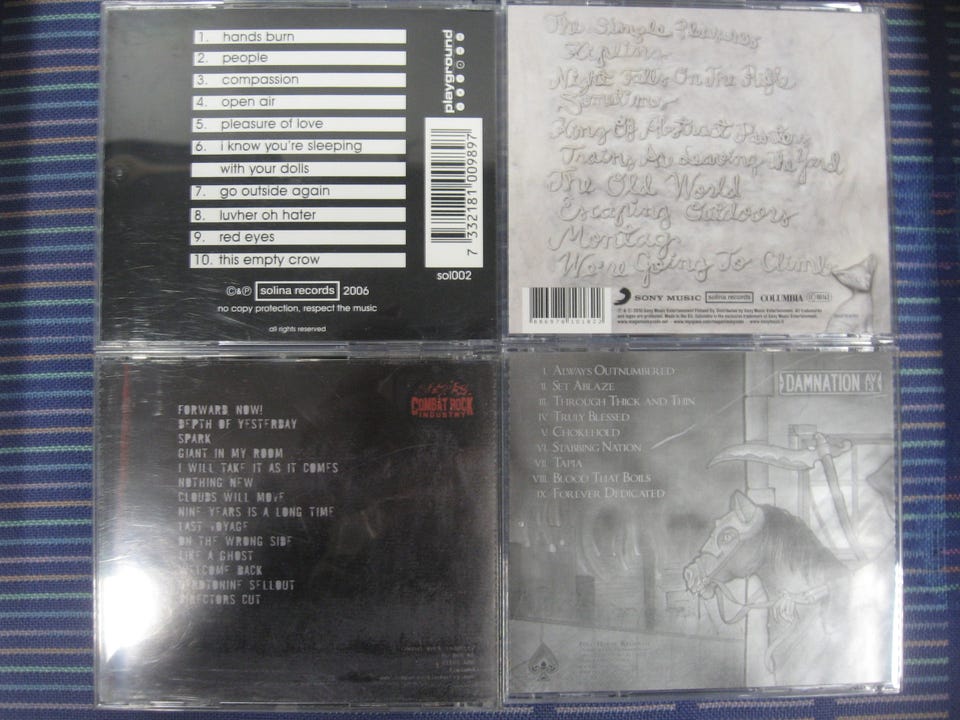 1. hands burn
2. people
3. compassion
4. open air
5. pleasure of love
6. i know you're sleeping
with your dolls
7. go outside again
8. luvher oh hater
9. red eyes
10. this empty crow
playground
7 332181 009897
sol002
©&℗ solina records 2006
no copy protection, respect the music
all rights reserved
The Simple Pleasures
Zipline
Night Falls On The Rifle
Sometimes
King Of Abstract Painters
Trains Are Leaving The Yard
The Old World
Escaping Outdoors
Montag
We're Going To Climb
SONY MUSIC solina records COLUMBIA
FORWARD NOW!
DEPTH OF YESTERDAY
SPARK
GIANT IN MY ROOM
I WILL TAKE IT AS IT COMES
NOTHING NEW
CLOUDS WILL MOVE
NINE YEARS IS A LONG TIME
LAST VOYAGE
ON THE WRONG SIDE
LIKE A GHOST
WELCOME BACK
SEROTONINE SELLOUT
DIRECTORS CUT
COMBAT ROCK
INDUSTRY
I. ALWAYS OUTNUMBERED
II. SET ABLAZE
III. THROUGH THICK AND THIN
IV. TRULY BLESSED
V. CHOKEHOLD
VI. STABBING NATION
VII. TAPIA
VIII. BLOOD THAT BOILS
IX. FOREVER DEDICATED
DAMNATION AY